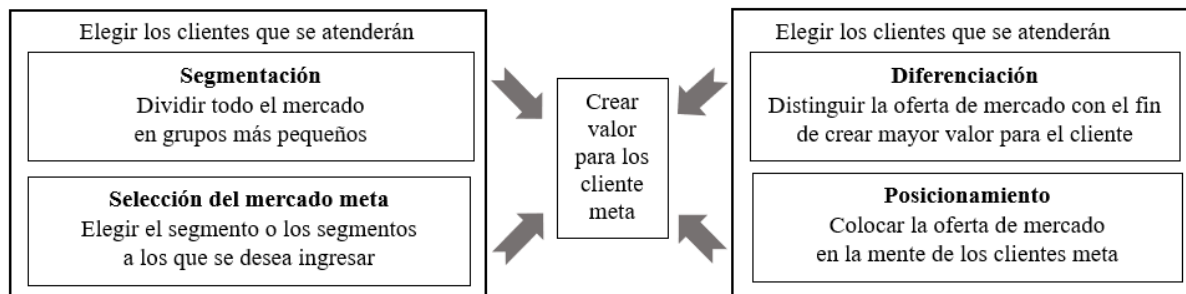 Elegir los clientes que se atenderán
Segmentación
Dividir todo el mercado
en grupos más pequeños
Selección del mercado meta
Elegir el segmento o los segmentos
a los que se desea ingresar
Crear
valor
para los
cliente
meta
Elegir los clientes que se atenderán
Diferenciación
Distinguir la oferta de mercado con el fin
de crear mayor valor para el cliente
Posicionamiento
Colocar la oferta de mercado
en la mente de los clientes meta